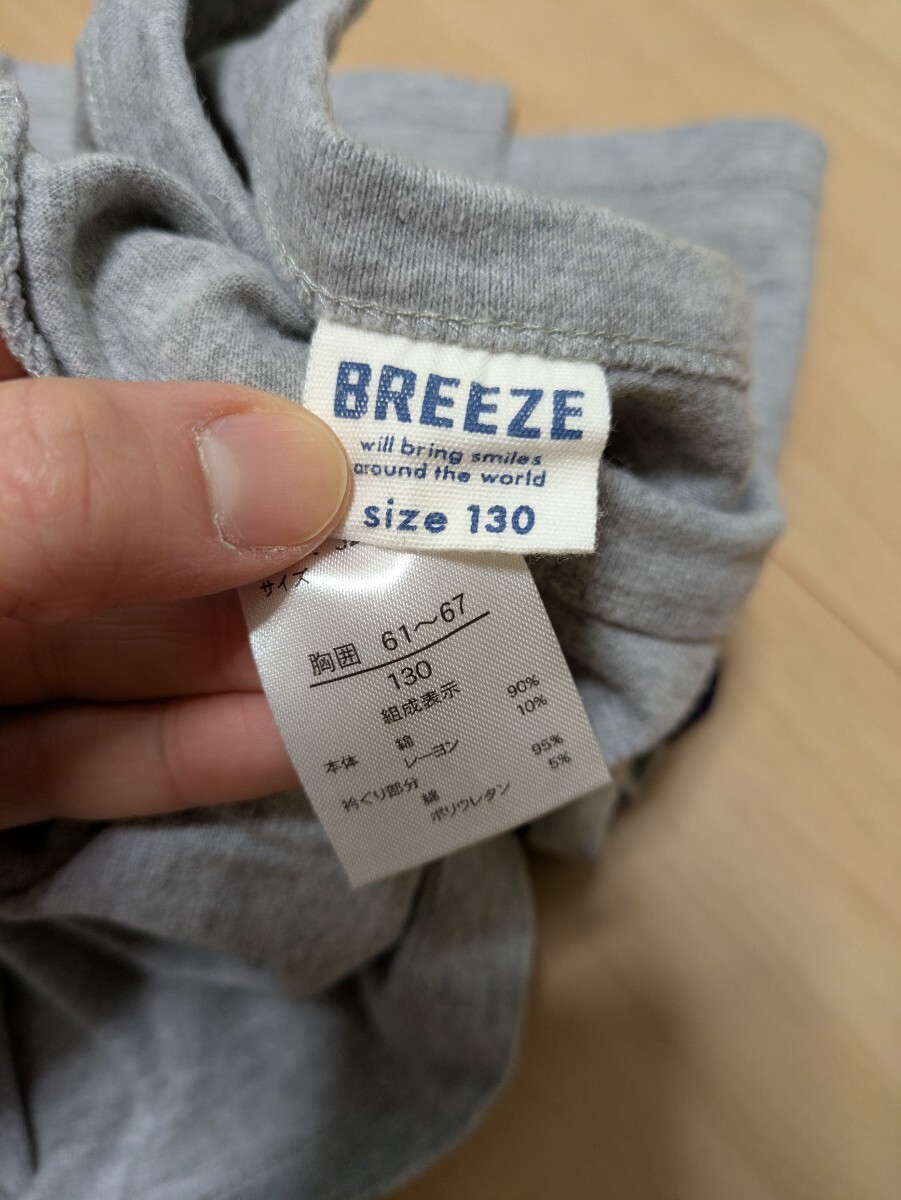 BREEZE
will bring smiles
around the world
size 130
サイズ
胸囲 61〜67
130
組成表示
本体 綿 90%
レーヨン 10%
衿ぐり部分 綿 95%
ポリウレタン 5%